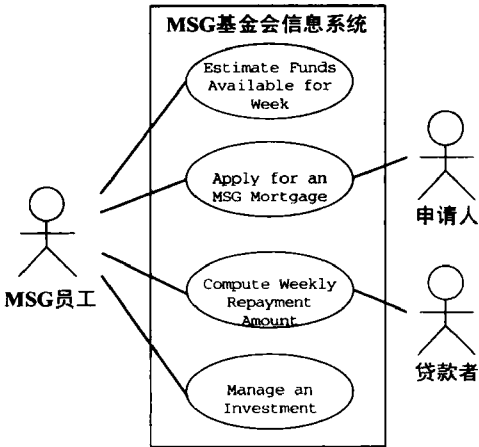 MSG基金会信息系统
Estimate Funds
Available for
Week
Apply for an
MSG Mortgage
申请人
MSG员工
Compute Weekly
Repayment
Amount
贷款者
Manage an
Investment